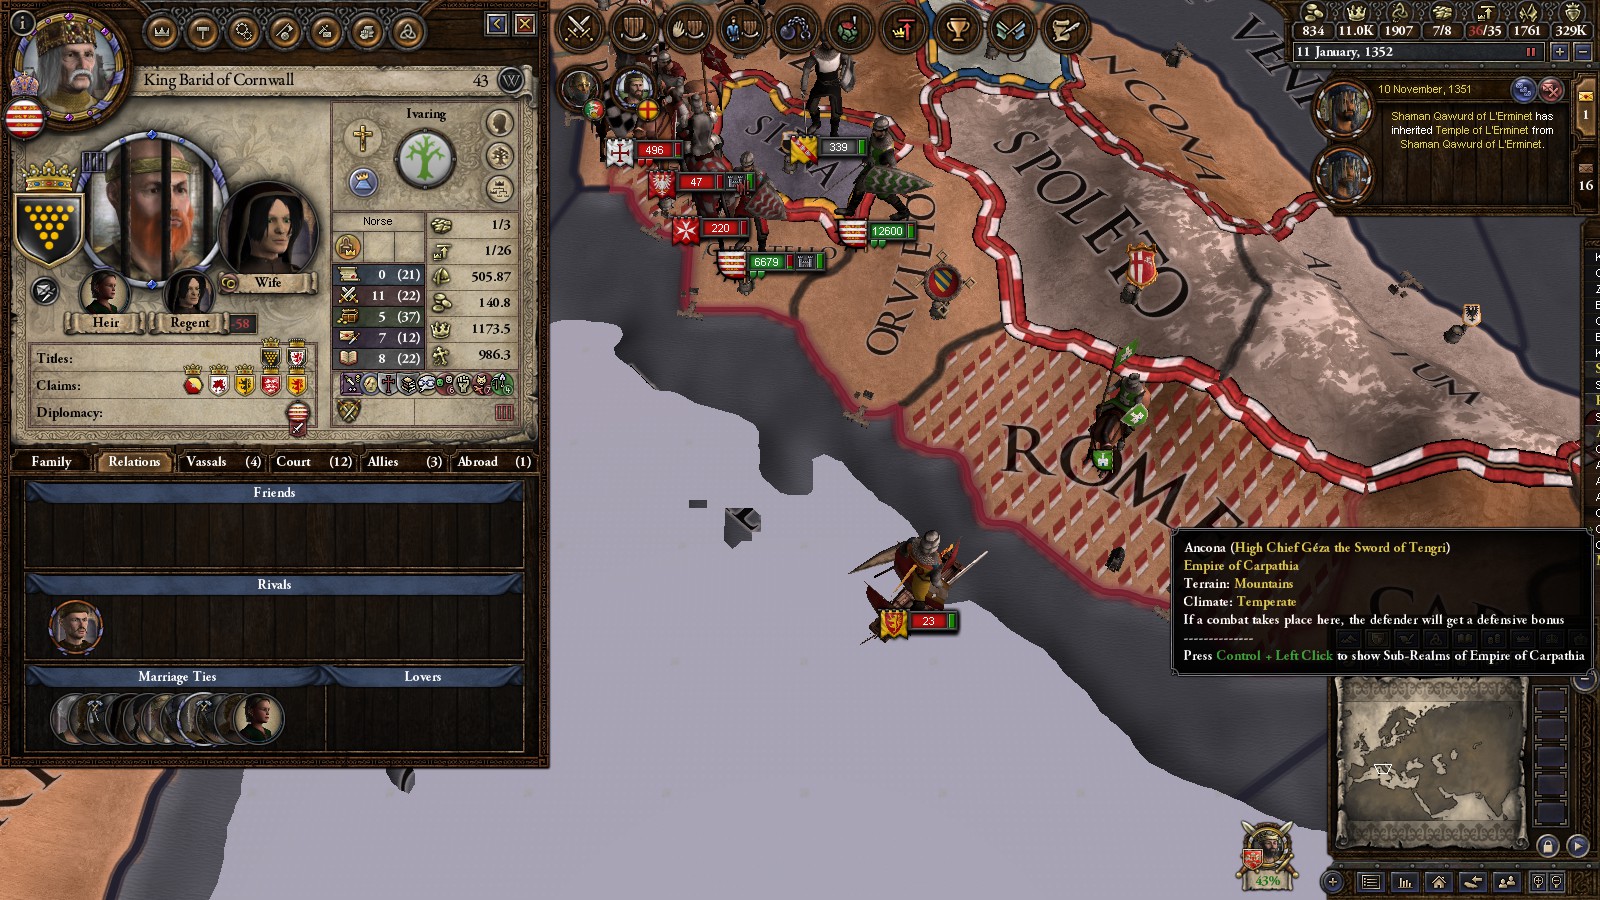 834
11.0K
1907
7/8
36/35
1761
329K
11 January, 1352
King Barid of Cornwall
43
Ivaring
Norse
Wife
Heir
Regent
-58
0 (21)
11 (22)
5 (37)
7 (12)
8 (22)
1/3
1/26
505.87
140.8
1173.5
986.3
Titles:
Claims:
Diplomacy:
Family
Relations
Vassals (4)
Court (12)
Allies (3)
Abroad (1)
Friends
Rivals
Marriage Ties
Lovers
496
339
47
220
12600
6679
23
ORVIETO
SPOLETO
ANCONA
ROME
10 November, 1351
Shaman Qawurd of L'Erminet has
inherited Temple of L'Erminet from
Shaman Qawurd of L'Erminet.
1
16
Ancona (High Chief Géza the Sword of Tengri)
Empire of Carpathia
Terrain: Mountains
Climate: Temperate
If a combat takes place here, the defender will get a defensive bonus
--------------
Press Control + Left Click to show Sub-Realms of Empire of Carpathia
43%